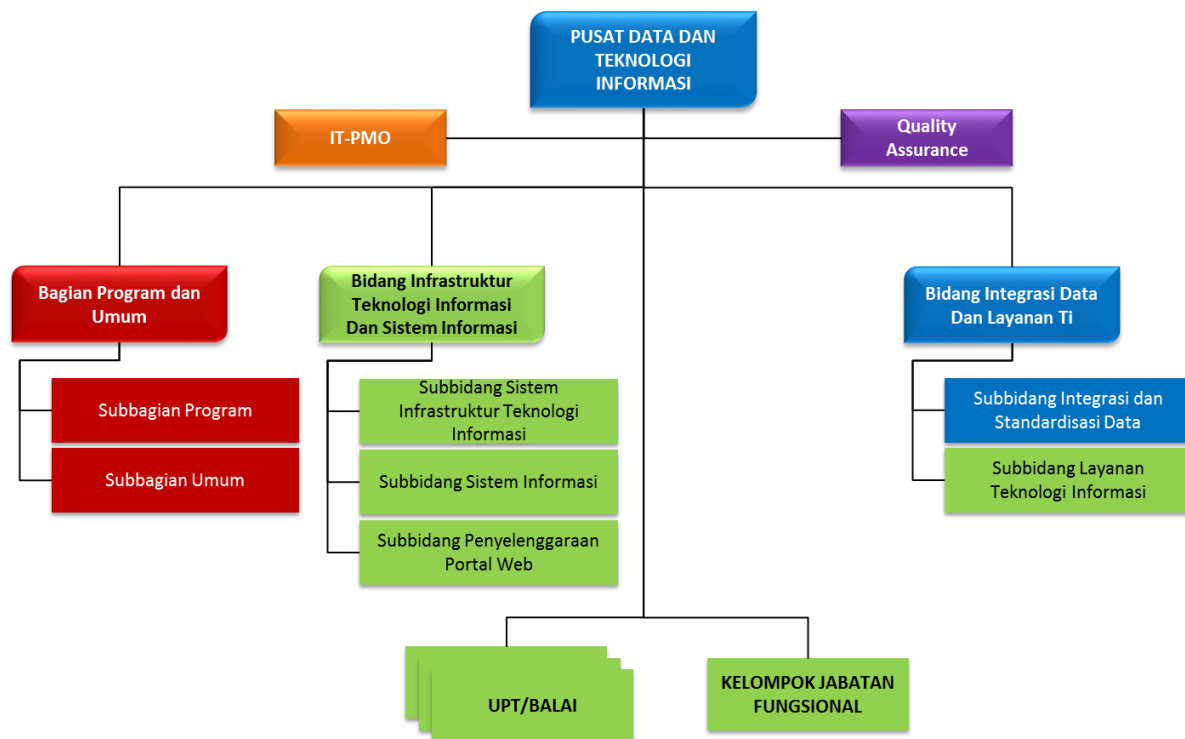 PUSAT DATA DAN
TEKNOLOGI
INFORMASI
IT-PMO
Quality
Assurance
Bagian Program dan
Umum
Bidang Infrastruktur
Teknologi Informasi
Dan Sistem Informasi
Bidang Integrasi Data
Dan Layanan Ti
Subbagian Program
Subbagian Umum
Subbidang Sistem
Infrastruktur Teknologi
Informasi
Subbidang Sistem Informasi
Subbidang Penyelenggaraan
Portal Web
Subbidang Integrasi dan
Standardisasi Data
Subbidang Layanan
Teknologi Informasi
UPT/BALAI
KELOMPOK JABATAN
FUNGSIONAL